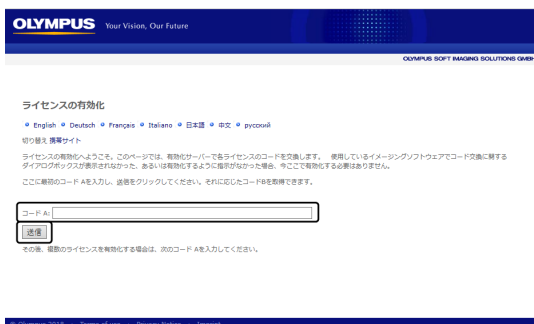 OLYMPUS Your Vision, Our Future
OLYMPUS SOFT IMAGING SOLUTIONS GMBH
ライセンスの有効化
English Deutsch Français Italiano 日本語 中文 русский
切り替え 携帯サイト
ライセンスの有効化へようこそ。このページでは、有効化サーバーで各ライセンスのコードを交換します。 使用しているイメージングソフトウェアでコード交換に関する
ダイアログボックスが表示されなかった、あるいは有効化するように指示がなかった場合、今ここで有効化する必要はありません。
ここに最初のコード Aを入力し、送信をクリックしてください。それに応じたコードBを取得できます。
コード A:
送信
その後、複数のライセンスを有効化する場合は、次のコード Aを入力してください。
© Olympus 2018 Terms of use Privacy Notice Imprint